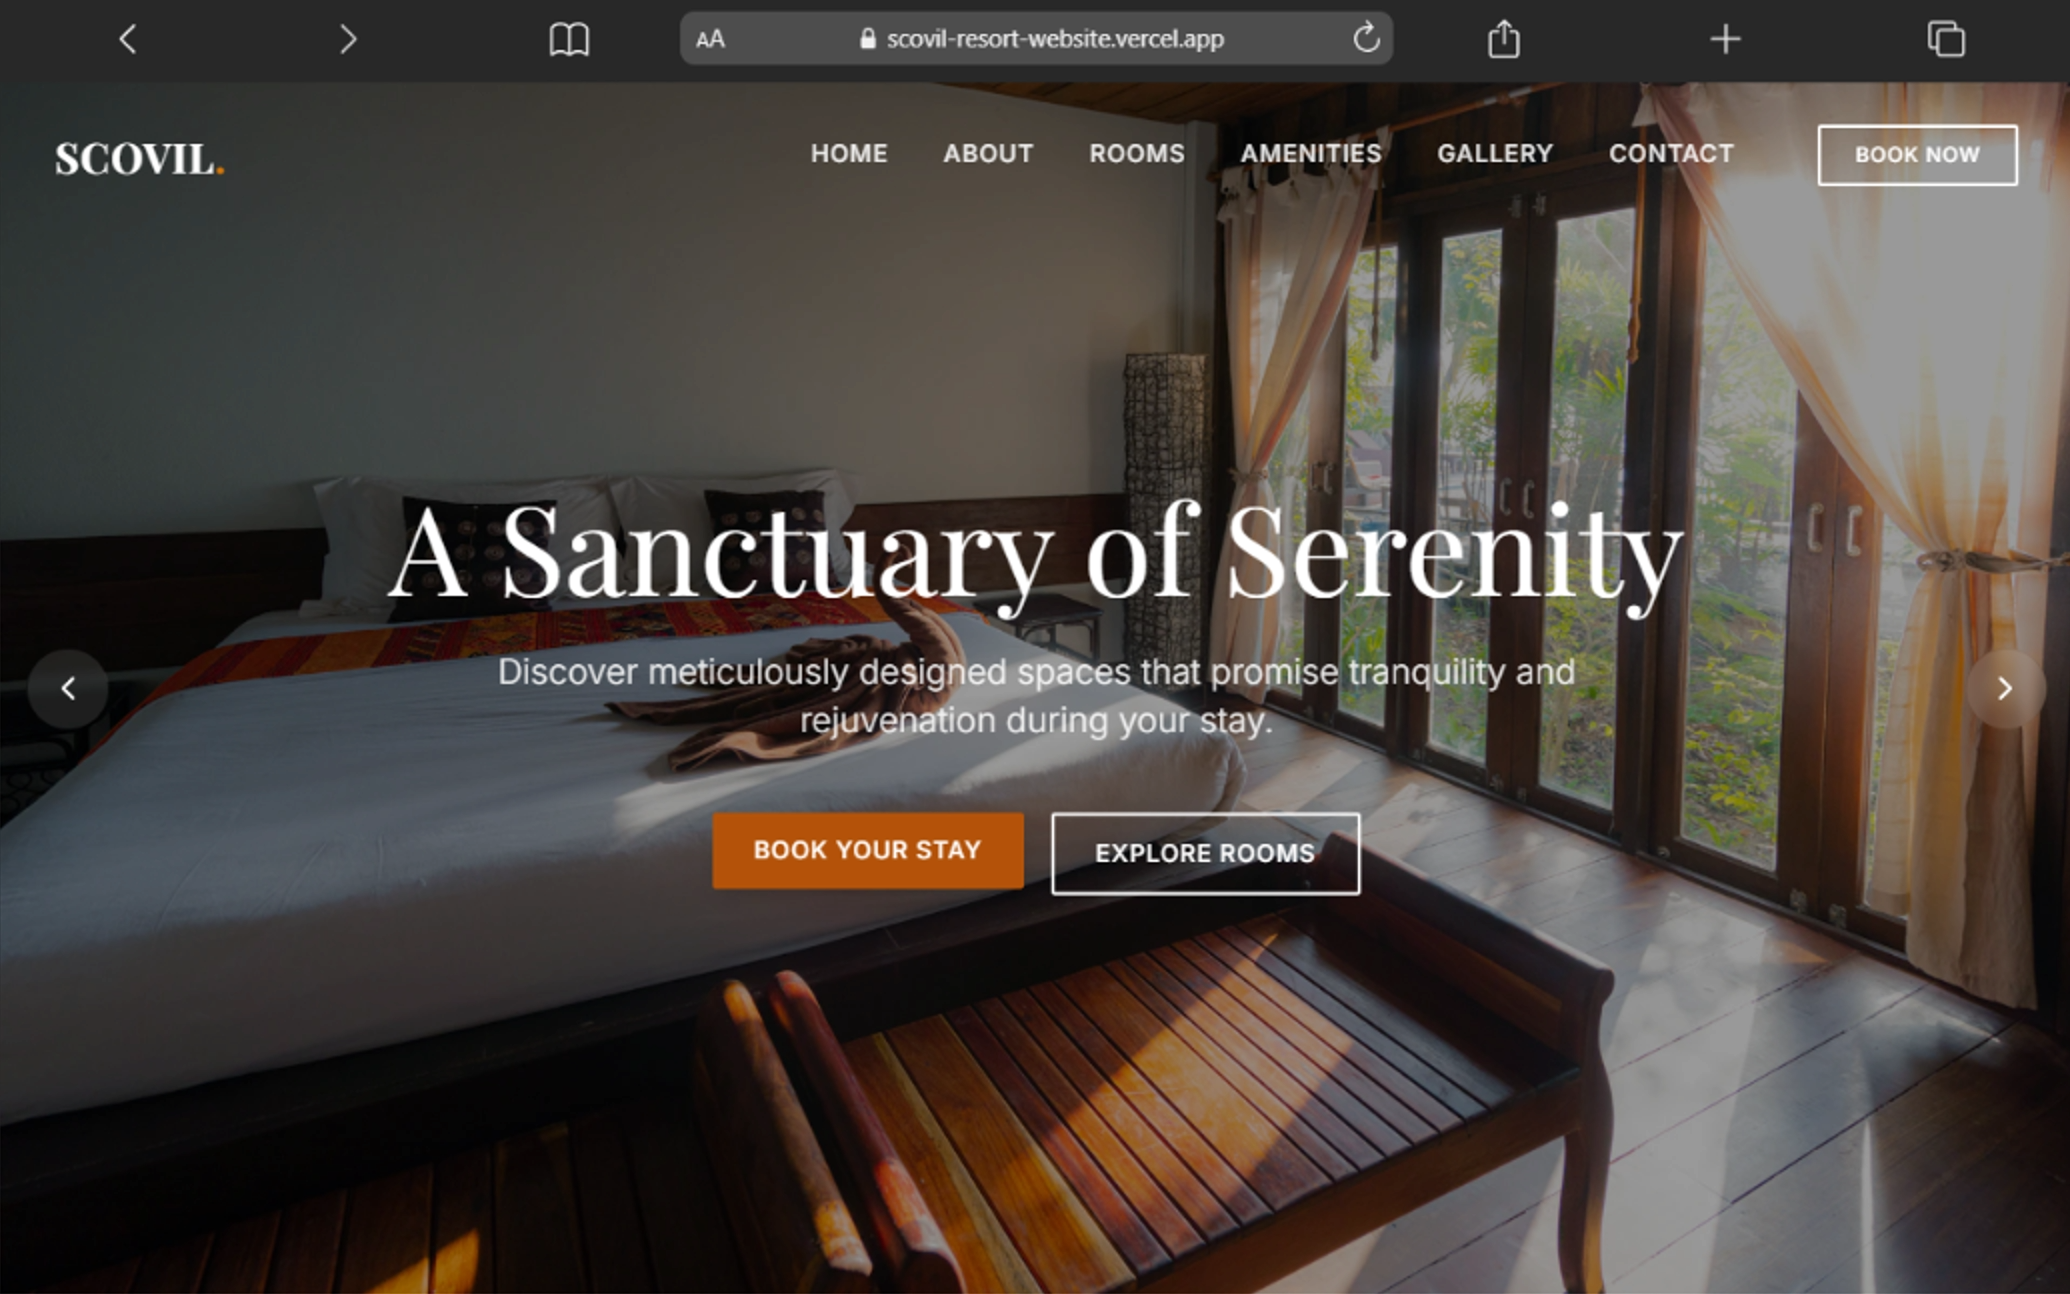 AA scovil-resort-website.vercel.app
SCOVIL.
HOME ABOUT ROOMS AMENITIES GALLERY CONTACT BOOK NOW
A Sanctuary of Serenity
Discover meticulously designed spaces that promise tranquility and
rejuvenation during your stay.
BOOK YOUR STAY EXPLORE ROOMS